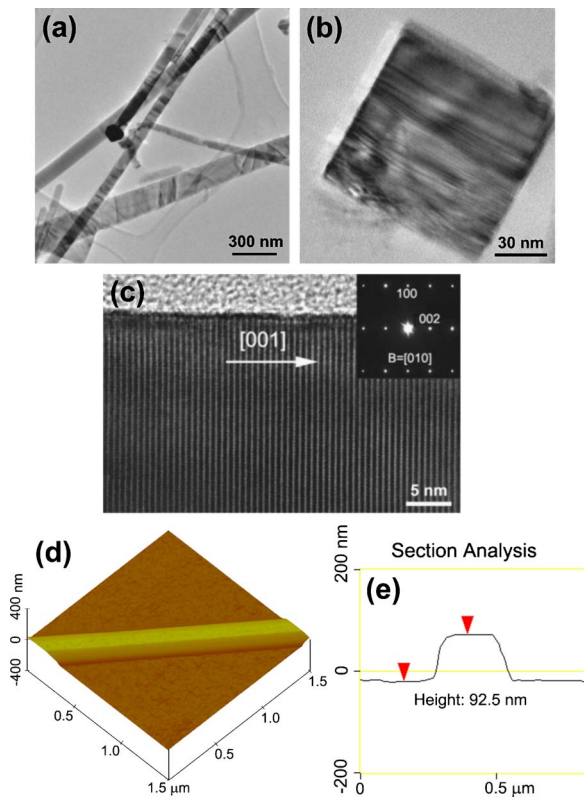 (a)
300 nm
(b)
30 nm
(c)
[001]
100
002
B=[010]
5 nm
(d)
400 nm
0
-400
0.5
1.0
1.5 μm
0.5
1.0
1.5
Section Analysis
(e)
200 nm
0
-200
Height: 92.5 nm
0
0.5 μm